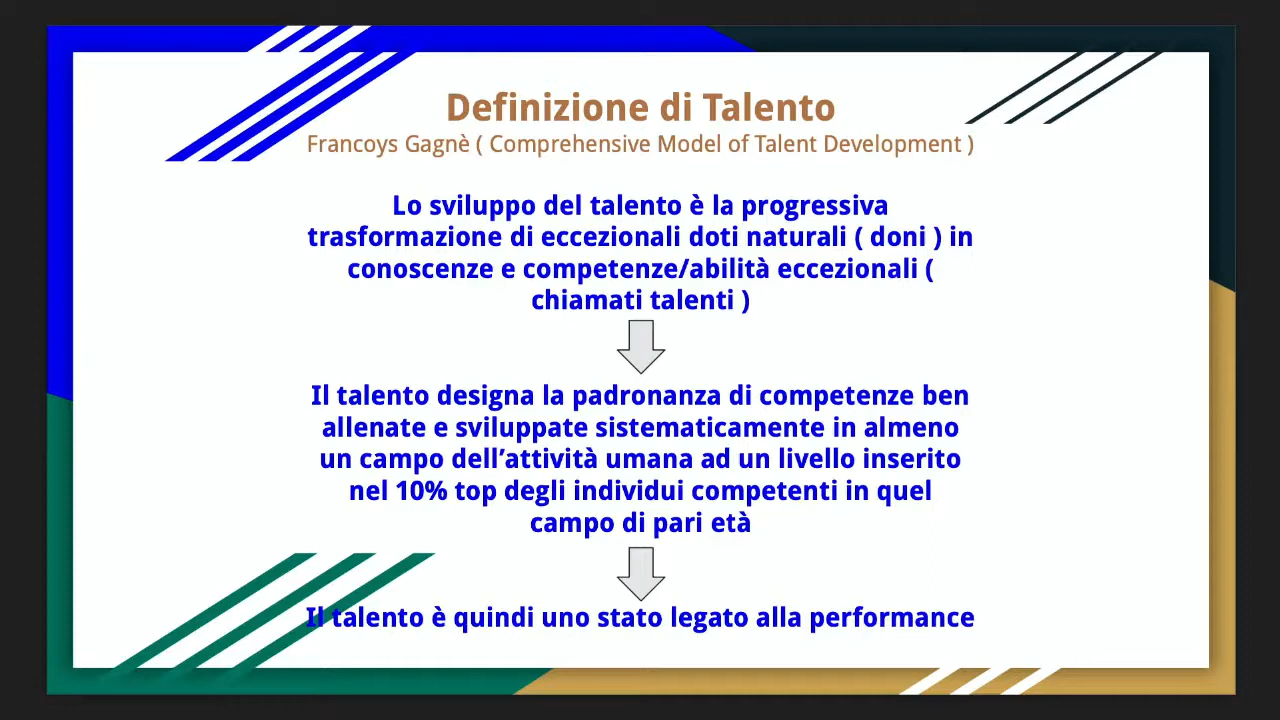 Definizione di Talento
Francoys Gagnè ( Comprehensive Model of Talent Development )
Lo sviluppo del talento è la progressiva
trasformazione di eccezionali doti naturali ( doni ) in
conoscenze e competenze/abilità eccezionali (
chiamati talenti )
Il talento designa la padronanza di competenze ben
allenate e sviluppate sistematicamente in almeno
un campo dell’attività umana ad un livello inserito
nel 10% top degli individui competenti in quel
campo di pari età
Il talento è quindi uno stato legato alla performance